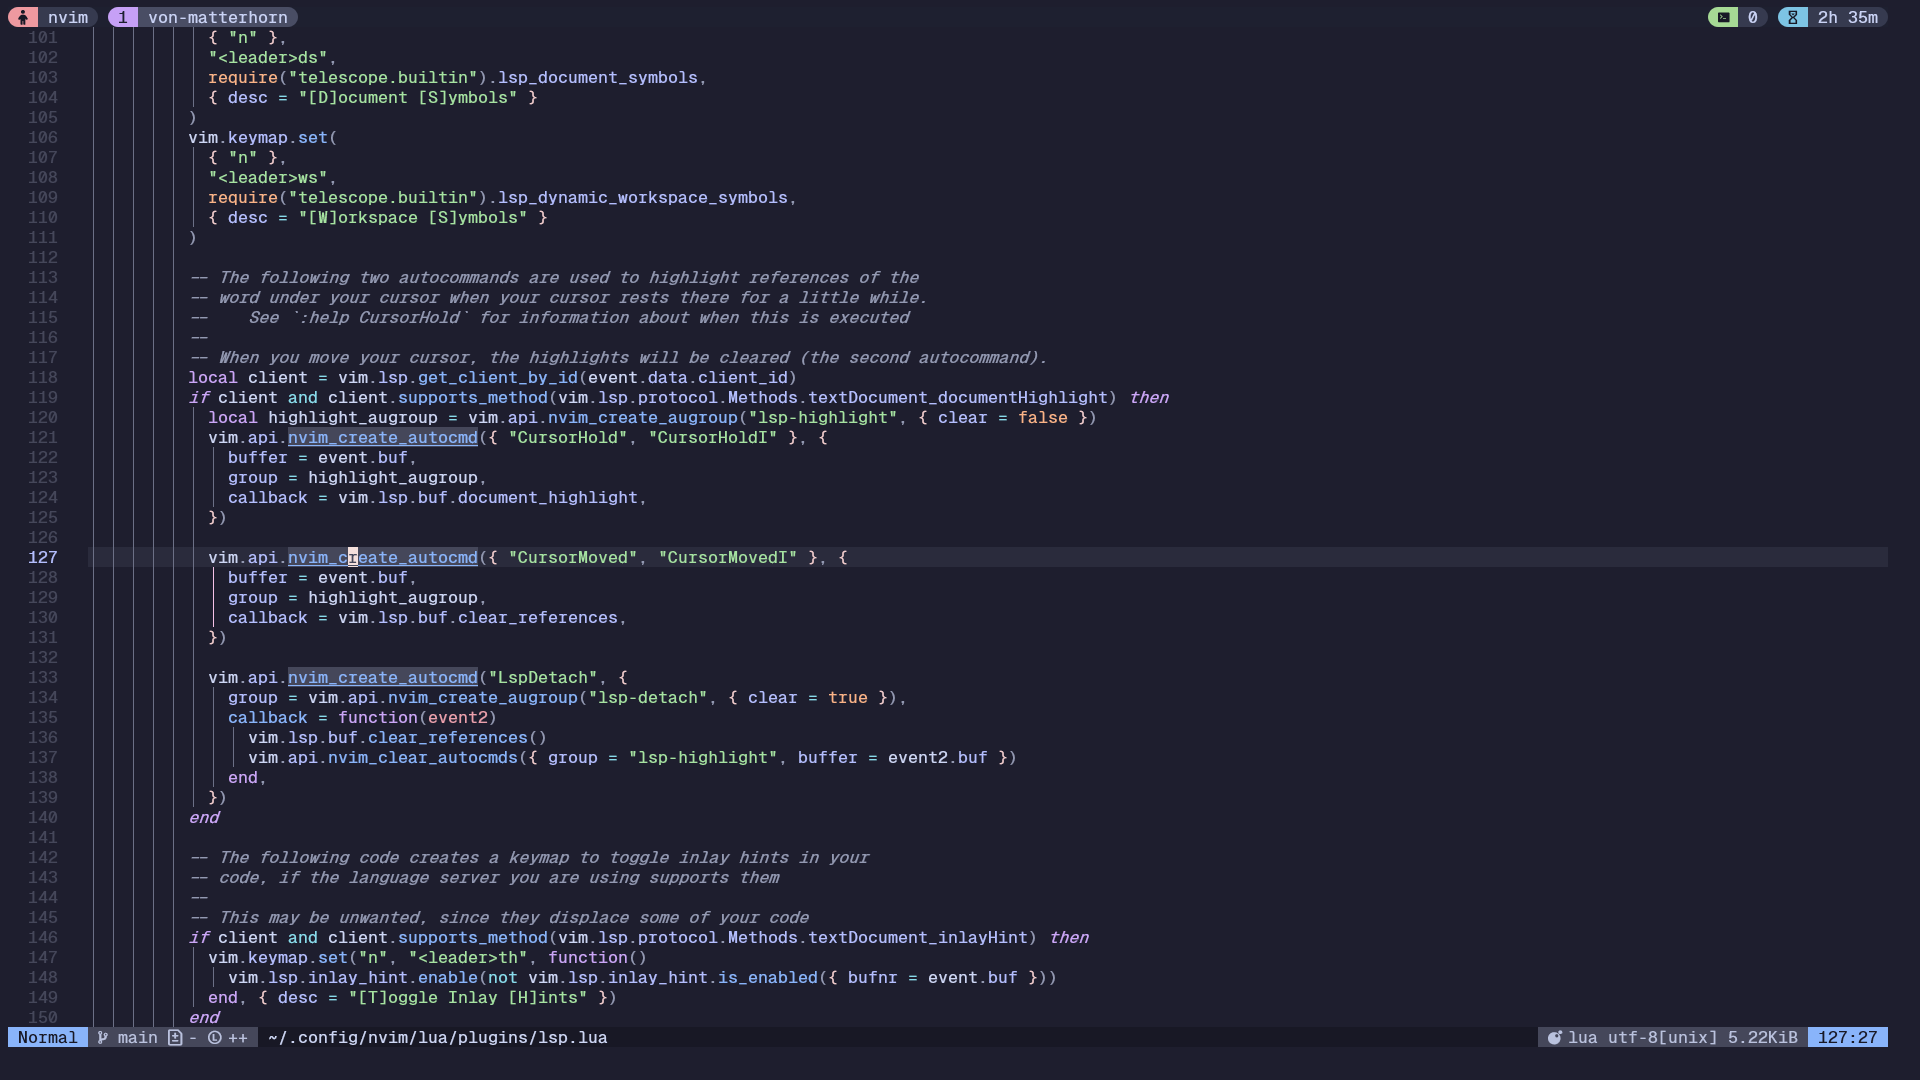 nvim 1 von-matterhorn 0 2h 35m
101 { "n" },
102 "<leader>ds",
103 require("telescope.builtin").lsp_document_symbols,
104 { desc = "[D]ocument [S]ymbols" }
105 )
106 vim.keymap.set(
107 { "n" },
108 "<leader>ws",
109 require("telescope.builtin").lsp_dynamic_workspace_symbols,
110 { desc = "[W]orkspace [S]ymbols" }
111 )
112
113 -- The following two autocommands are used to highlight references of the
114 -- word under your cursor when your cursor rests there for a little while.
115 --    See `:help CursorHold` for information about when this is executed
116 --
117 -- When you move your cursor, the highlights will be cleared (the second autocommand).
118 local client = vim.lsp.get_client_by_id(event.data.client_id)
119 if client and client.supports_method(vim.lsp.protocol.Methods.textDocument_documentHighlight) then
120 local highlight_augroup = vim.api.nvim_create_augroup("lsp-highlight", { clear = false })
121 vim.api.nvim_create_autocmd({ "CursorHold", "CursorHoldI" }, {
122 buffer = event.buf,
123 group = highlight_augroup,
124 callback = vim.lsp.buf.document_highlight,
125 })
126
127 vim.api.nvim_create_autocmd({ "CursorMoved", "CursorMovedI" }, {
128 buffer = event.buf,
129 group = highlight_augroup,
130 callback = vim.lsp.buf.clear_references,
131 })
132
133 vim.api.nvim_create_autocmd("LspDetach", {
134 group = vim.api.nvim_create_augroup("lsp-detach", { clear = true }),
135 callback = function(event2)
136 vim.lsp.buf.clear_references()
137 vim.api.nvim_clear_autocmds({ group = "lsp-highlight", buffer = event2.buf })
138 end,
139 })
140 end
141
142 -- The following code creates a keymap to toggle inlay hints in your
143 -- code, if the language server you are using supports them
144 --
145 -- This may be unwanted, since they displace some of your code
146 if client and client.supports_method(vim.lsp.protocol.Methods.textDocument_inlayHint) then
147 vim.keymap.set("n", "<leader>th", function()
148 vim.lsp.inlay_hint.enable(not vim.lsp.inlay_hint.is_enabled({ bufnr = event.buf }))
149 end, { desc = "[T]oggle Inlay [H]ints" })
150 end
Normal main - ++ ~/.config/nvim/lua/plugins/lsp.lua lua utf-8[unix] 5.22KiB 127:27